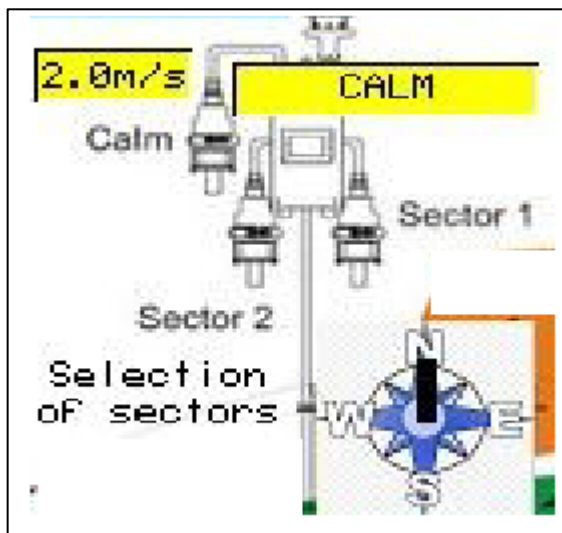 2.0m/s
CALM
Calm
Sector 1
Sector 2
Selection
of sectors
N
W
E
S